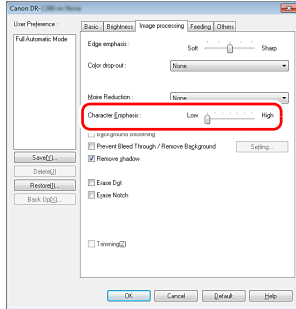 Canon DR-
User Preference :
Full Automatic Mode
Save(Y)...
Delete(J)
Restore(I)...
Back Up(X)...
Basic Brightness Image processing Feeding Others
Edge emphasis : Soft Sharp
Color drop-out : None
Moire Reduction : None
Character Emphasis : Low High
Background smoothing
Prevent Bleed Through / Remove Background Setting...
Remove shadow
Erase Dot
Erase Notch
Trimming(Z)
OK Cancel Default Help